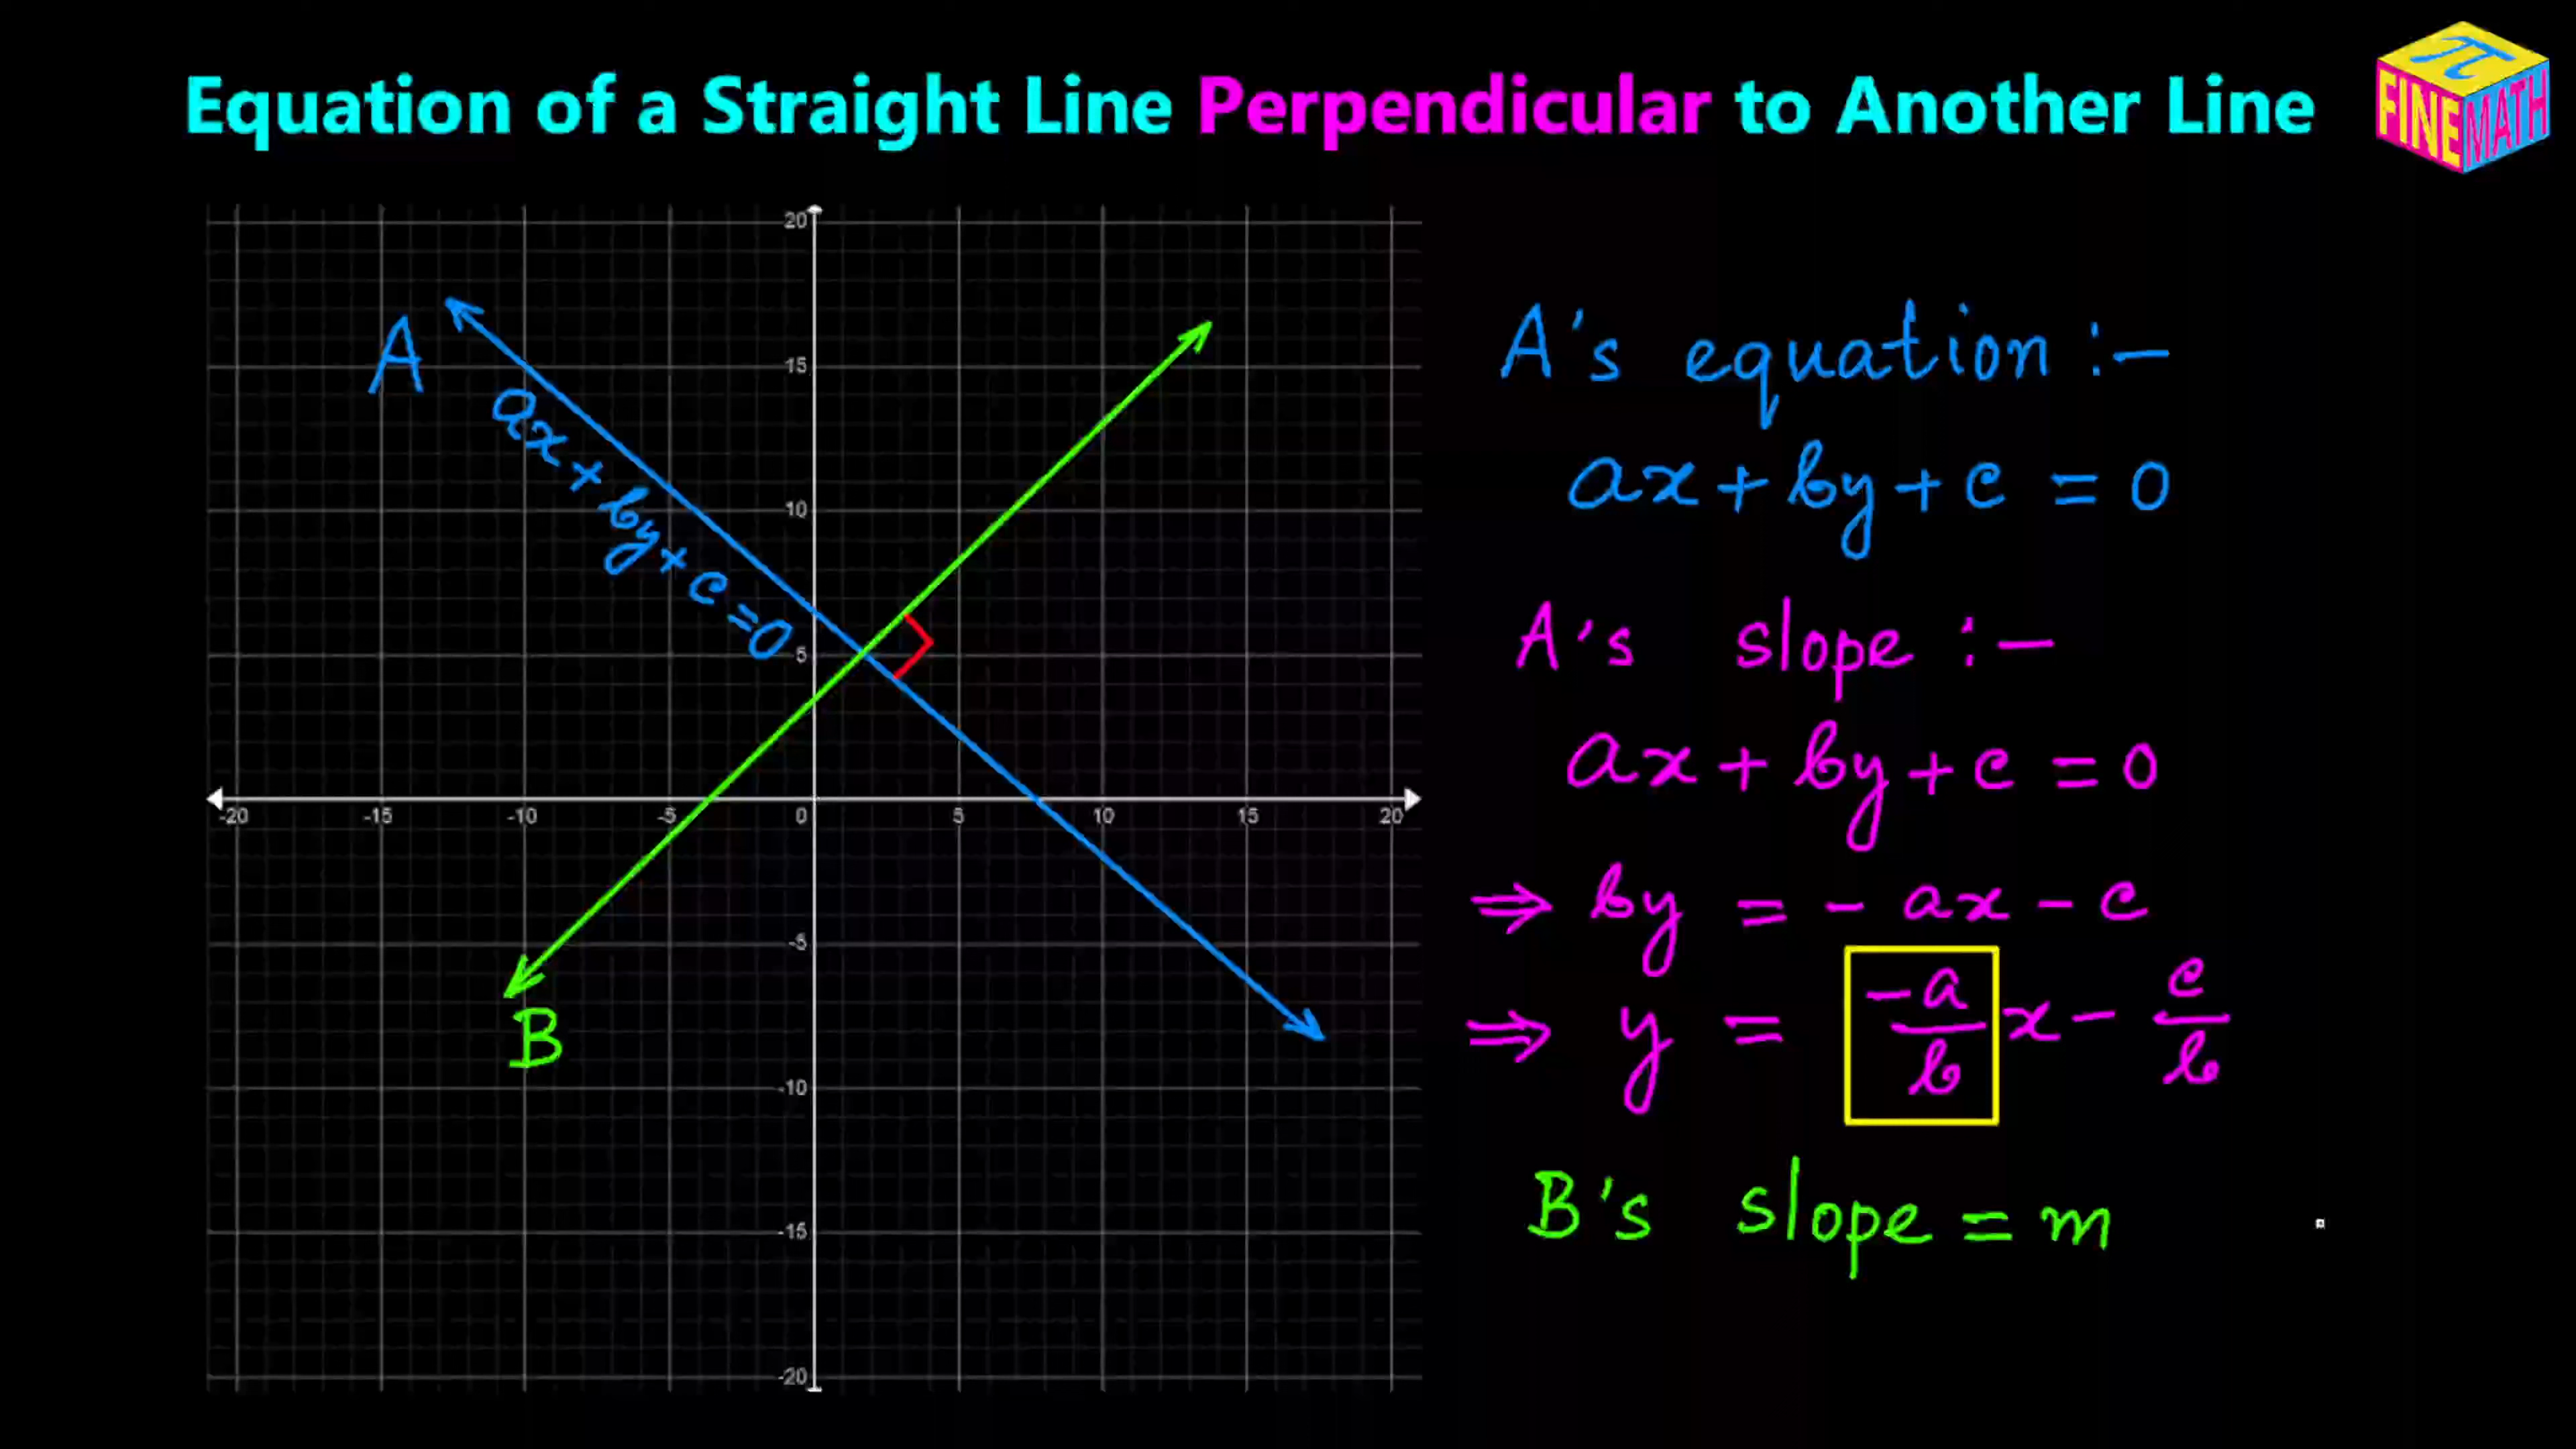 Equation of a Straight Line Perpendicular to Another Line
π
FINE MATH
A
ax + by + c = 0
B
20
15
10
5
-20 -15 -10 -5 0 5 10 15 20
-5
-10
-15
-20
A's equation :-
ax + by + c = 0
A's slope :-
ax + by + c = 0
⇒ by = - ax - c
⇒ y = -a/b x - c/b
B's slope = m